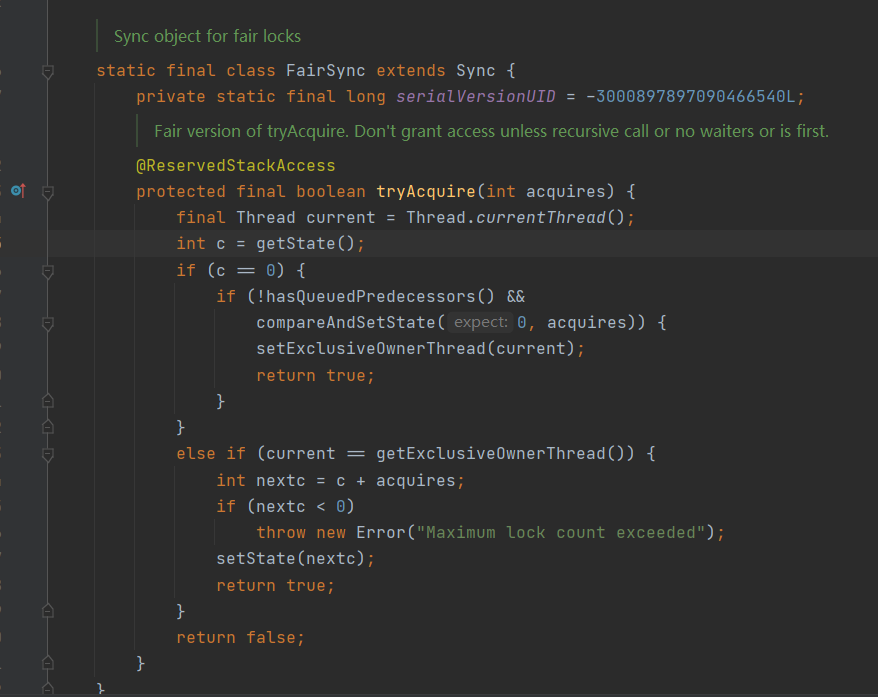 Sync object for fair locks
static final class FairSync extends Sync {
private static final long serialVersionUID = -3000897897090466540L;
Fair version of tryAcquire. Don't grant access unless recursive call or no waiters or is first.
@ReservedStackAccess
protected final boolean tryAcquire(int acquires) {
final Thread current = Thread.currentThread();
int c = getState();
if (c == 0) {
if (!hasQueuedPredecessors() &&
compareAndSetState( expect: 0, acquires)) {
setExclusiveOwnerThread(current);
return true;
}
}
else if (current == getExclusiveOwnerThread()) {
int nextc = c + acquires;
if (nextc < 0)
throw new Error("Maximum lock count exceeded");
setState(nextc);
return true;
}
return false;
}
}